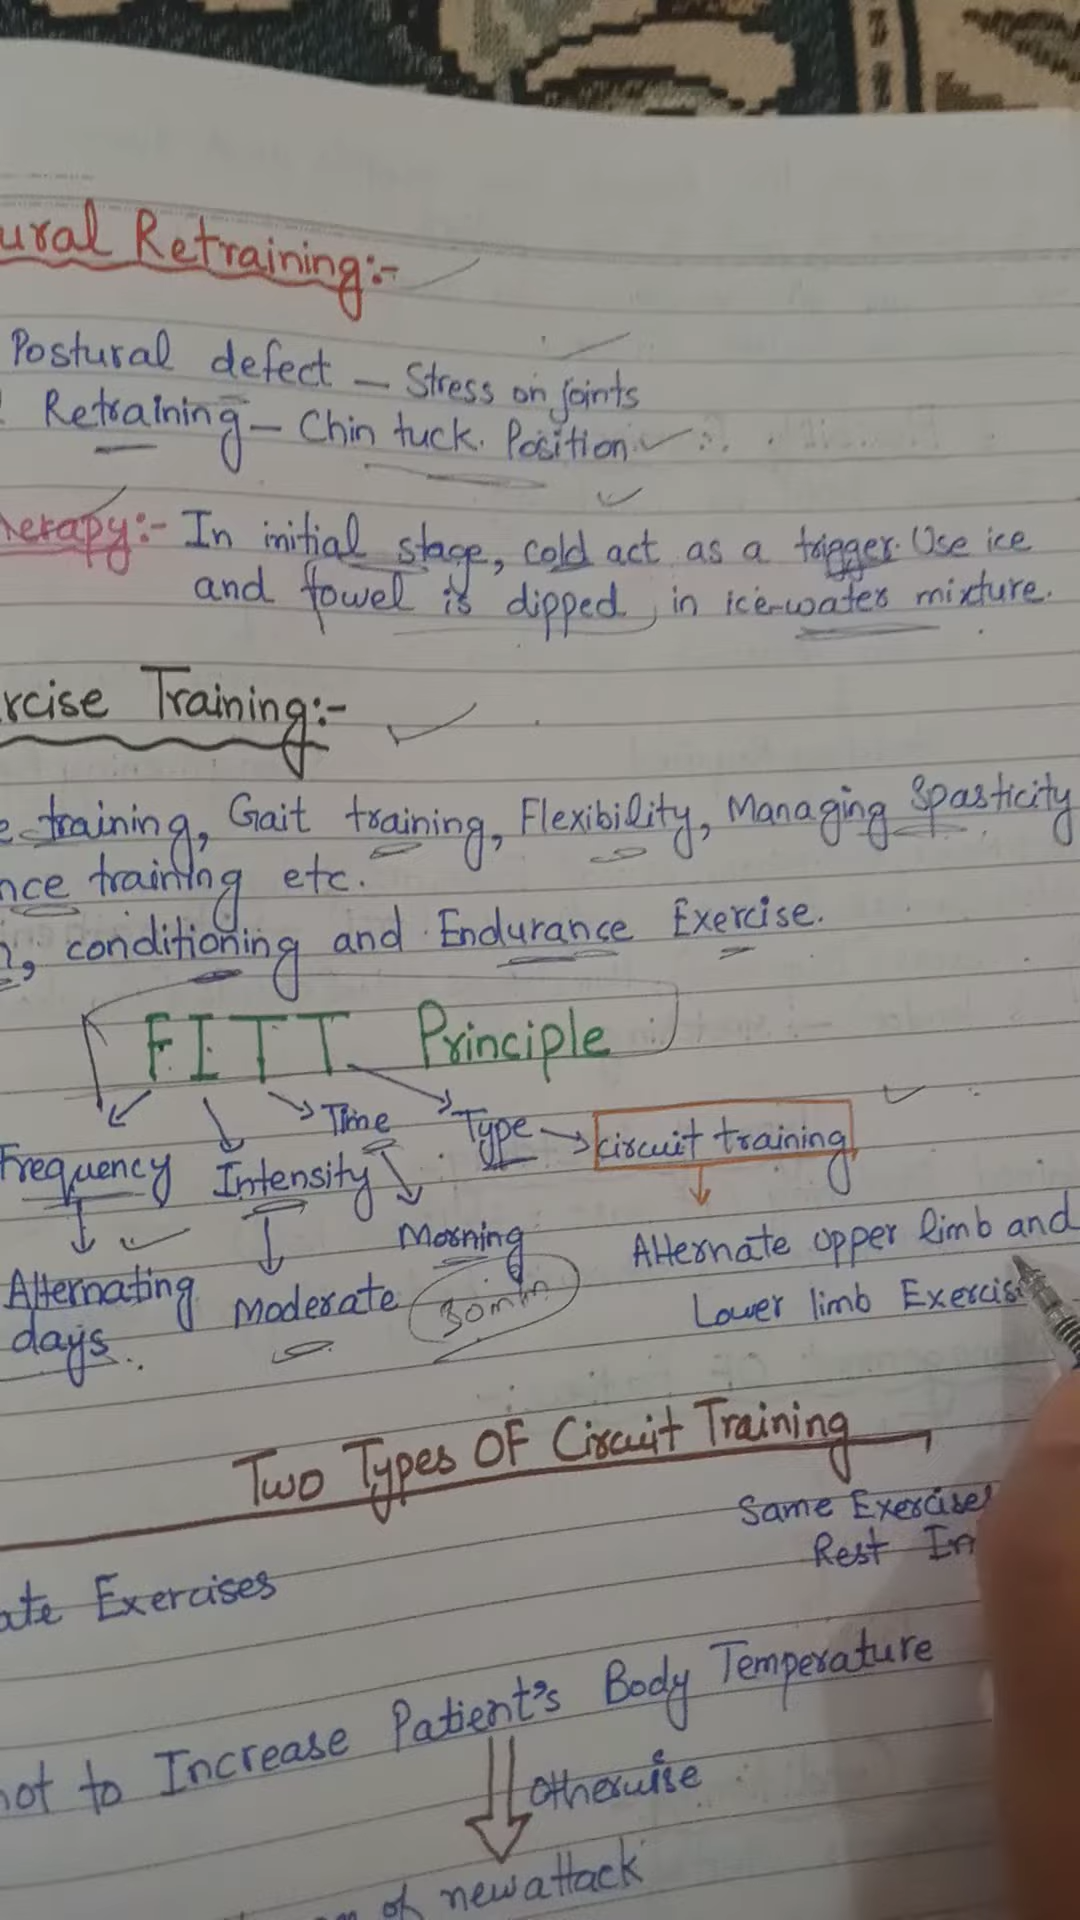 ural Retraining:-
Postural defect – Stress on joints
Retraining – Chin tuck. Position.
herapy:- In initial stage, cold act as a trigger. Use ice
and towel is dipped in ice-water mixture.
rcise Training:-
e training, Gait training, Flexibility, Managing Spasticity
nce training etc.
, conditioning and Endurance Exercise.
FITT Principle
Time Type → circuit training
Frequency Intensity
Morning Alternate upper limb and
Alternating Moderate 30min Lower limb Exercis
days.
Two Types OF Circuit Training
Same Exercises
Rest In
ate Exercises
not to Increase Patient's Body Temperature
otherwise
of new attack